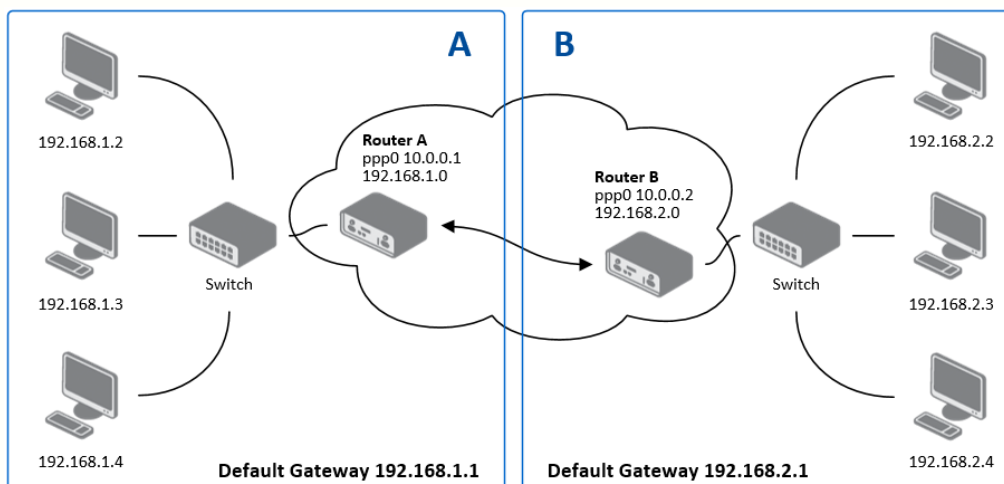 A
B
192.168.1.2
Router A
ppp0 10.0.0.1
192.168.1.0
Router B
ppp0 10.0.0.2
192.168.2.0
192.168.2.2
192.168.1.3
Switch
Switch
192.168.2.3
192.168.1.4
Default Gateway 192.168.1.1
Default Gateway 192.168.2.1
192.168.2.4